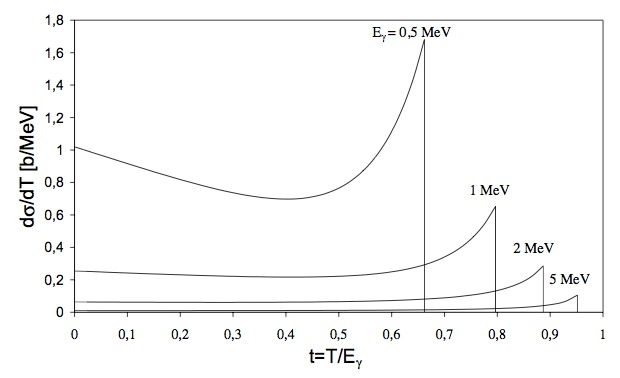 1,8
1,6
1,4
1,2
1
0,8
0,6
0,4
0,2
0
dσ/dT [b/MeV]
Eγ= 0,5 MeV
1 MeV
2 MeV
5 MeV
0 0,1 0,2 0,3 0,4 0,5 0,6 0,7 0,8 0,9 1
t=T/Eγ